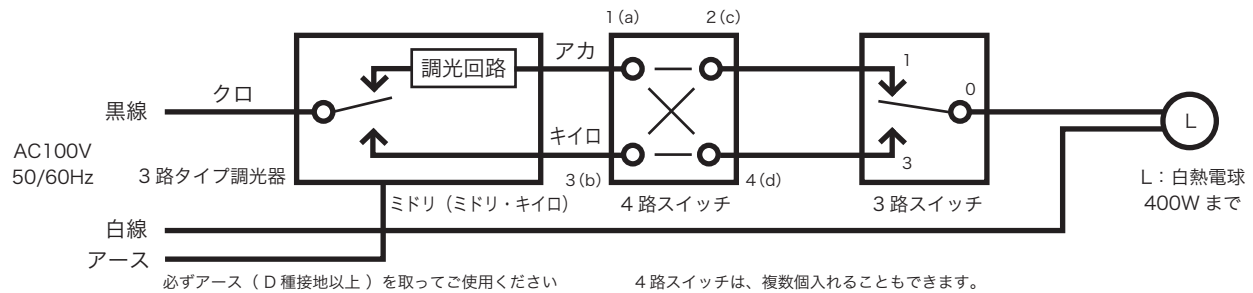 1(a)
2(c)
アカ
調光回路
1
クロ
0
黒線
L
キイロ
AC100V
50/60Hz
3路タイプ調光器
3
3(b)
4(d)
ミドリ（ミドリ・キイロ）
4路スイッチ
3路スイッチ
L：白熱電球
400Wまで
白線
アース
必ずアース（D種接地以上）を取ってご使用ください
4路スイッチは、複数個入れることもできます。